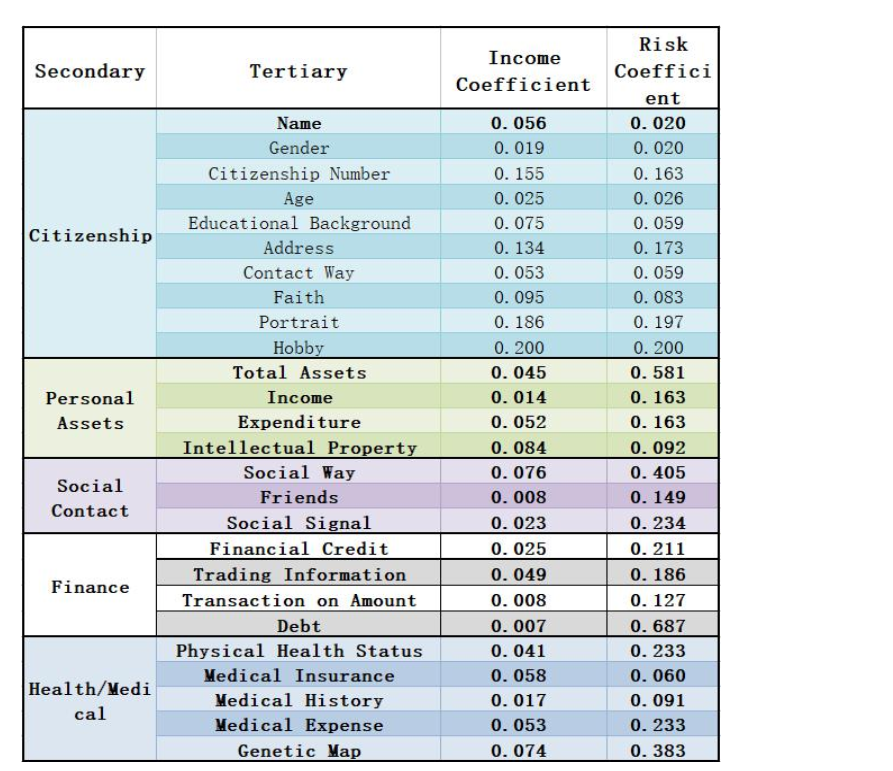 Secondary Tertiary Income Coefficient Risk Coeffici ent
Citizenship
Name 0.056 0.020
Gender 0.019 0.020
Citizenship Number 0.155 0.163
Age 0.025 0.026
Educational Background 0.075 0.059
Address 0.134 0.173
Contact Way 0.053 0.059
Faith 0.095 0.083
Portrait 0.186 0.197
Hobby 0.200 0.200
Personal
Assets
Total Assets 0.045 0.581
Income 0.014 0.163
Expenditure 0.052 0.163
Intellectual Property 0.084 0.092
Social
Contact
Social Way 0.076 0.405
Friends 0.008 0.149
Social Signal 0.023 0.234
Finance
Financial Credit 0.025 0.211
Trading Information 0.049 0.186
Transaction on Amount 0.008 0.127
Debt 0.007 0.687
Health/Medi
cal
Physical Health Status 0.041 0.233
Medical Insurance 0.058 0.060
Medical History 0.017 0.091
Medical Expense 0.053 0.233
Genetic Map 0.074 0.383